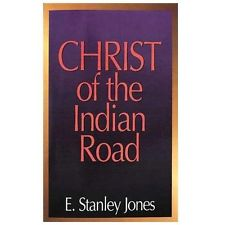 CHRIST
of the
Indian
Road
E. Stanley Jones